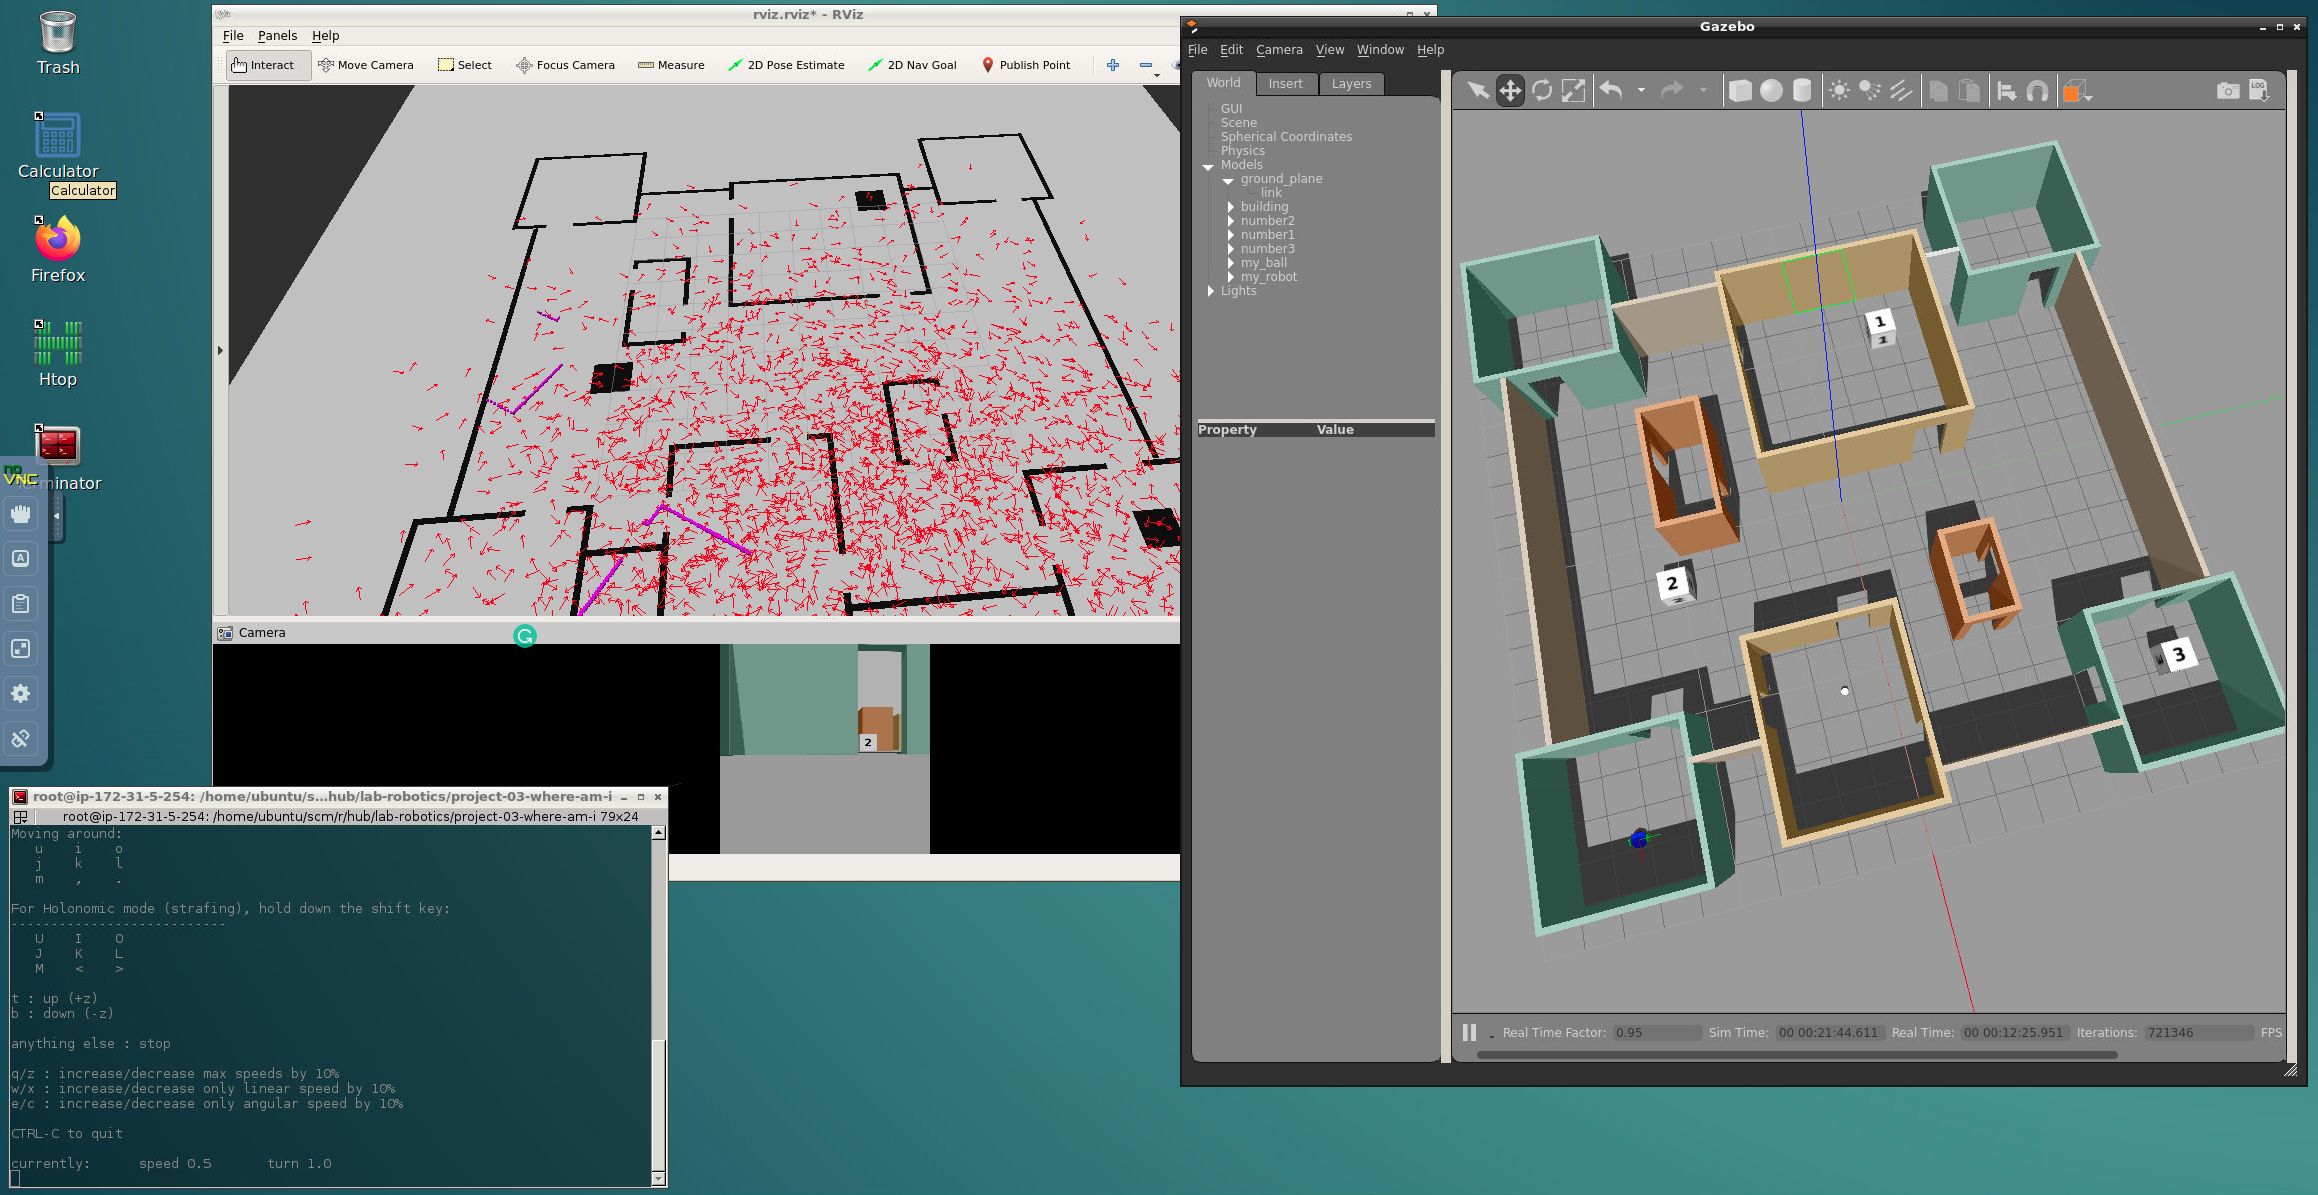 Trash
Calculator
Calculator
Firefox
Htop
Terminator
no
VNC
A
rviz.rviz* - RViz
File Panels Help
Interact Move Camera Select Focus Camera Measure 2D Pose Estimate 2D Nav Goal Publish Point
Camera
2
root@ip-172-31-5-254: /home/ubuntu/s...hub/lab-robotics/project-03-where-am-i
root@ip-172-31-5-254: /home/ubuntu/scm/r/hub/lab-robotics/project-03-where-am-i 79x24
Moving around:
u i o
j k l
m , .
For Holonomic mode (strafing), hold down the shift key:
---------------------------
U I O
J K L
M < >
t : up (+z)
b : down (-z)
anything else : stop
q/z : increase/decrease max speeds by 10%
w/x : increase/decrease only linear speed by 10%
e/c : increase/decrease only angular speed by 10%
CTRL-C to quit
currently: speed 0.5 turn 1.0
Gazebo
File Edit Camera View Window Help
World Insert Layers
GUI
Scene
Spherical Coordinates
Physics
Models
ground_plane
link
building
number2
number1
number3
my_ball
my_robot
Lights
Property Value
LOG
1
1
2
3
Real Time Factor: 0.95 Sim Time: 00 00:21:44.611 Real Time: 00 00:12:25.951 Iterations: 721346 FPS